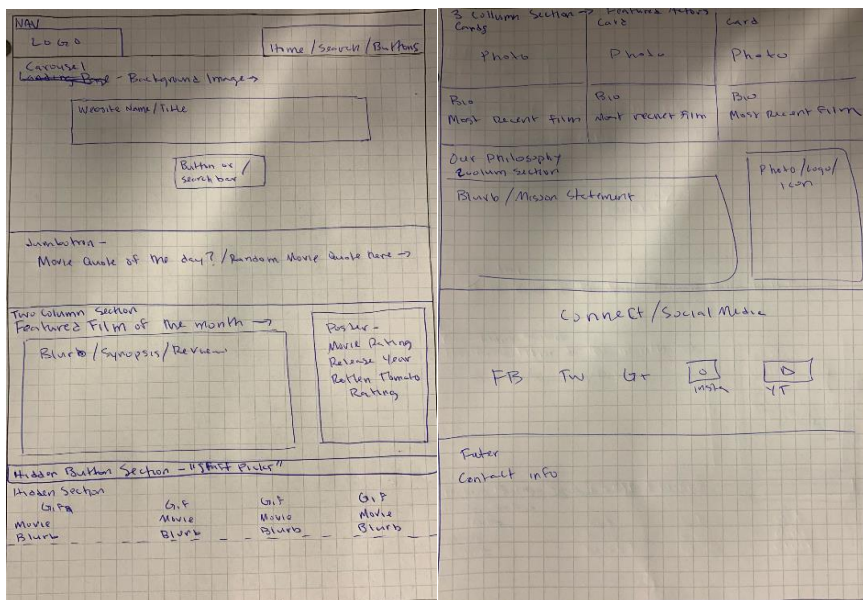 NAV
LOGO
Home/Search/Buttons
Carousel
Landing Page - Background Image →
Website Name/Title
Button or /
search bar
Jumbotron -
Movie Quote of the day? / Random Movie Quote here →
Two Column Section
Featured Film of the month →
Blurb/Synopsis/Review
Poster -
Movie Rating
Release Year
Rotten Tomato
Rating
Hidden Button Section - "Staff Picks"
Hidden Section
GIF GIF GIF GIF
Movie Movie Movie Movie
Blurb Blurb Blurb Blurb
3 Column Section → Featured Actors
Cards Card Card
Photo Photo Photo
Bio Bio Bio
Most Recent Film Most recnet Film Most Recent Film
Our Philosophy
2 column section
Blurb / Mission Statement
Photo/Logo/
icon
Connect/Social Media
FB TW G+
insta YT
Footer
Contact info